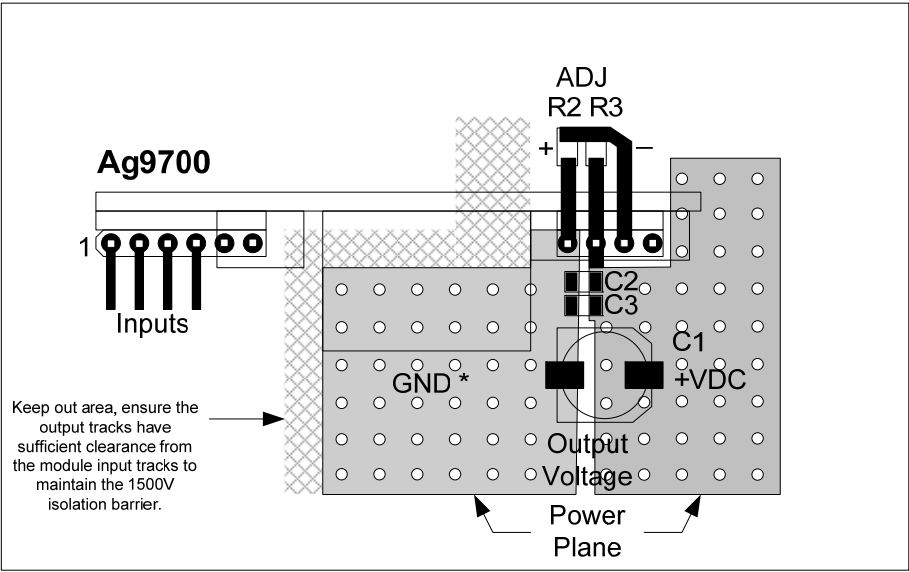 ADJ
R2 R3
+ −
Ag9700
1
Inputs
C2
C3
C1
GND *
+VDC
Keep out area, ensure the
output tracks have
sufficient clearance from
the module input tracks to
maintain the 1500V
isolation barrier.
Output
Voltage
Power
Plane